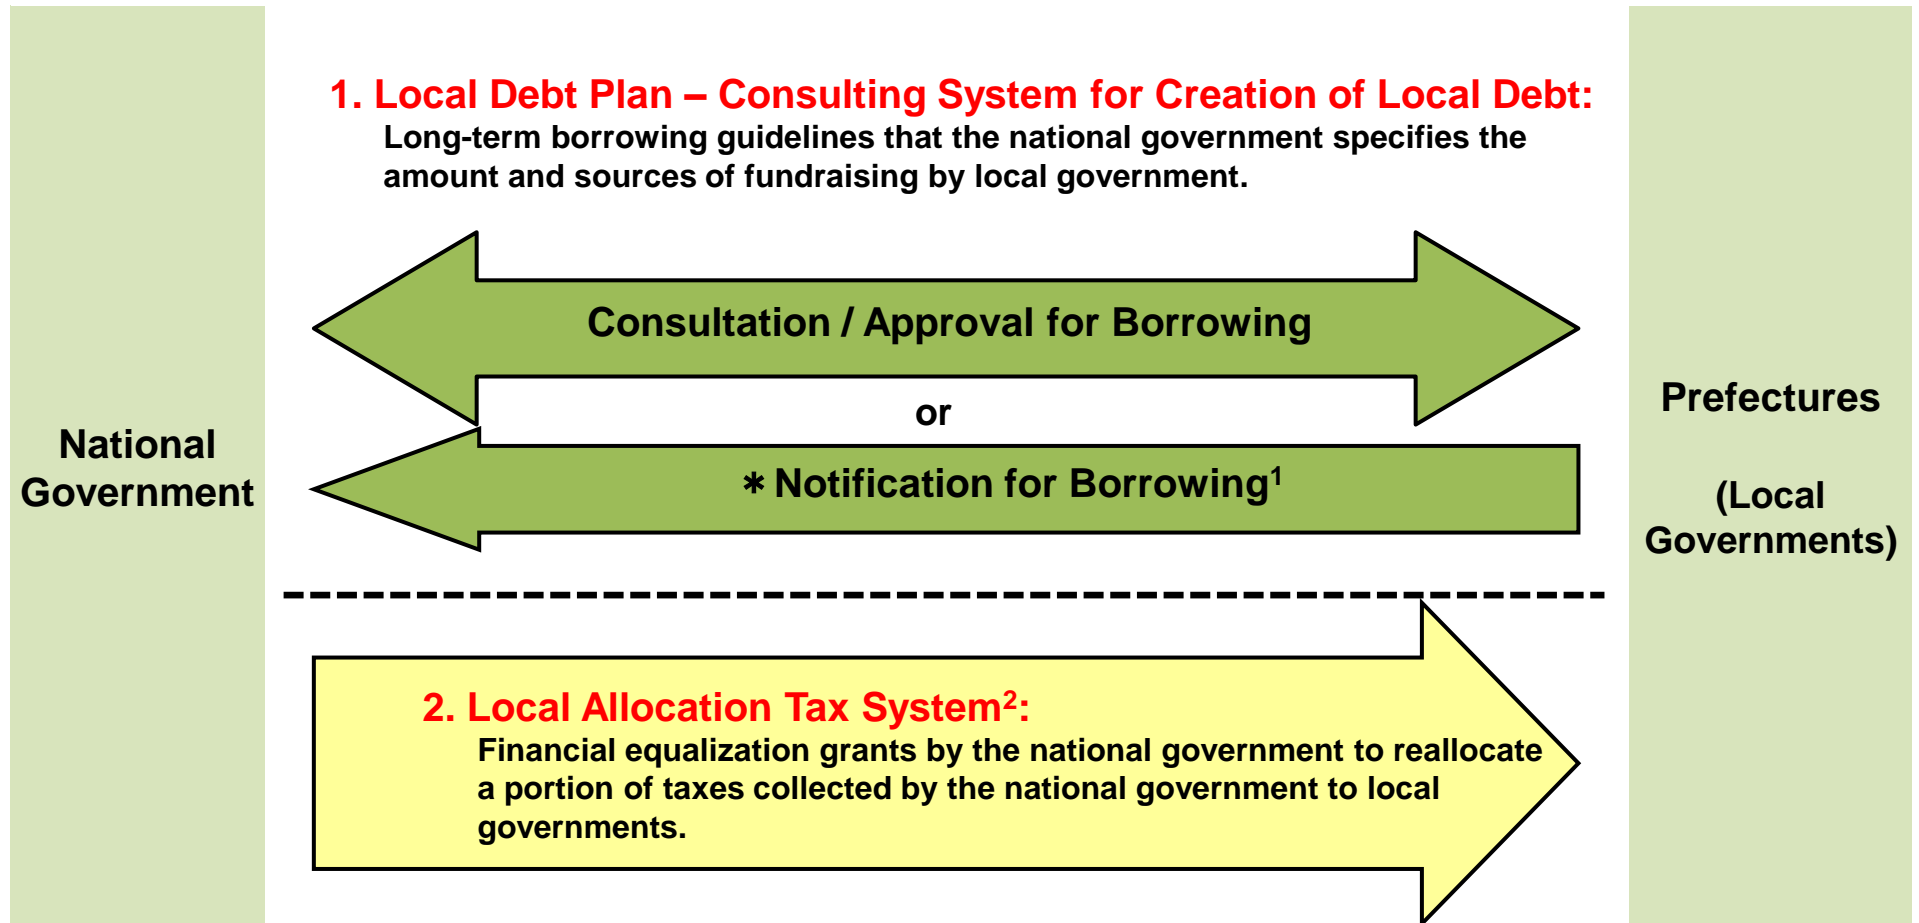 1. Local Debt Plan – Consulting System for Creation of Local Debt:
Long-term borrowing guidelines that the national government specifies the
amount and sources of fundraising by local government.
Consultation / Approval for Borrowing
or
* Notification for Borrowing¹
National
Government
Prefectures
(Local
Governments)
2. Local Allocation Tax System²:
Financial equalization grants by the national government to reallocate
a portion of taxes collected by the national government to local
governments.